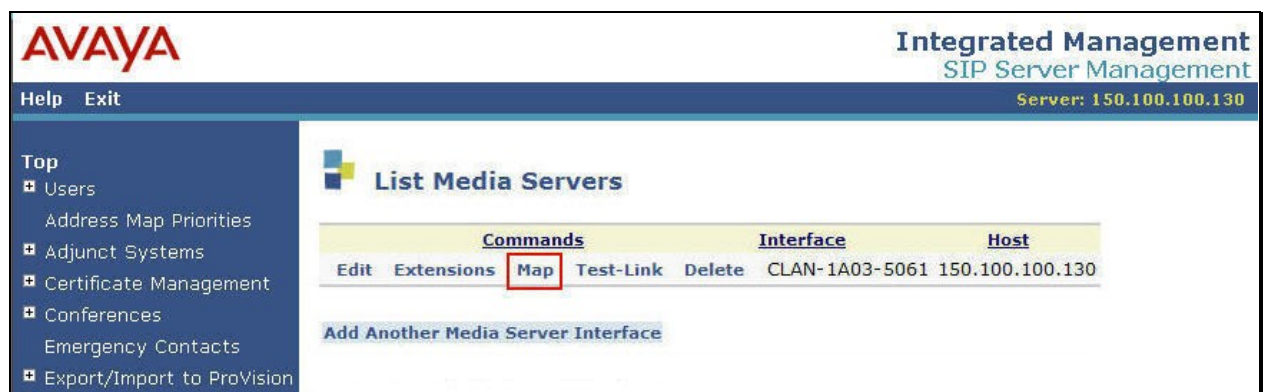 AVAYA
Integrated Management
SIP Server Management
Help Exit
Server: 150.100.100.130
Top
Users
Address Map Priorities
Adjunct Systems
Certificate Management
Conferences
Emergency Contacts
Export/Import to ProVision
List Media Servers
Commands Interface Host
Edit Extensions Map Test-Link Delete CLAN-1A03-5061 150.100.100.130
Add Another Media Server Interface